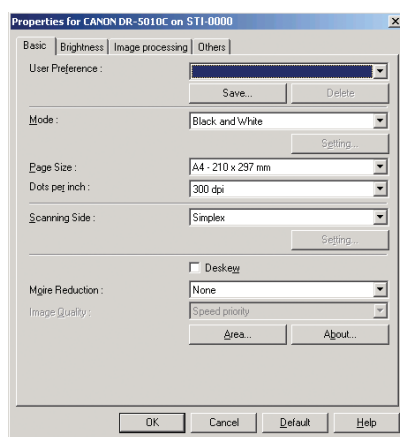 Properties for CANON DR-5010C on STI-0000
Basic Brightness Image processing Others
User Preference :
Save... Delete
Mode : Black and White
Setting...
Page Size : A4 - 210 x 297 mm
Dots per inch : 300 dpi
Scanning Side : Simplex
Setting...
Deskew
Moire Reduction : None
Image Quality : Speed priority
Area... About...
OK Cancel Default Help